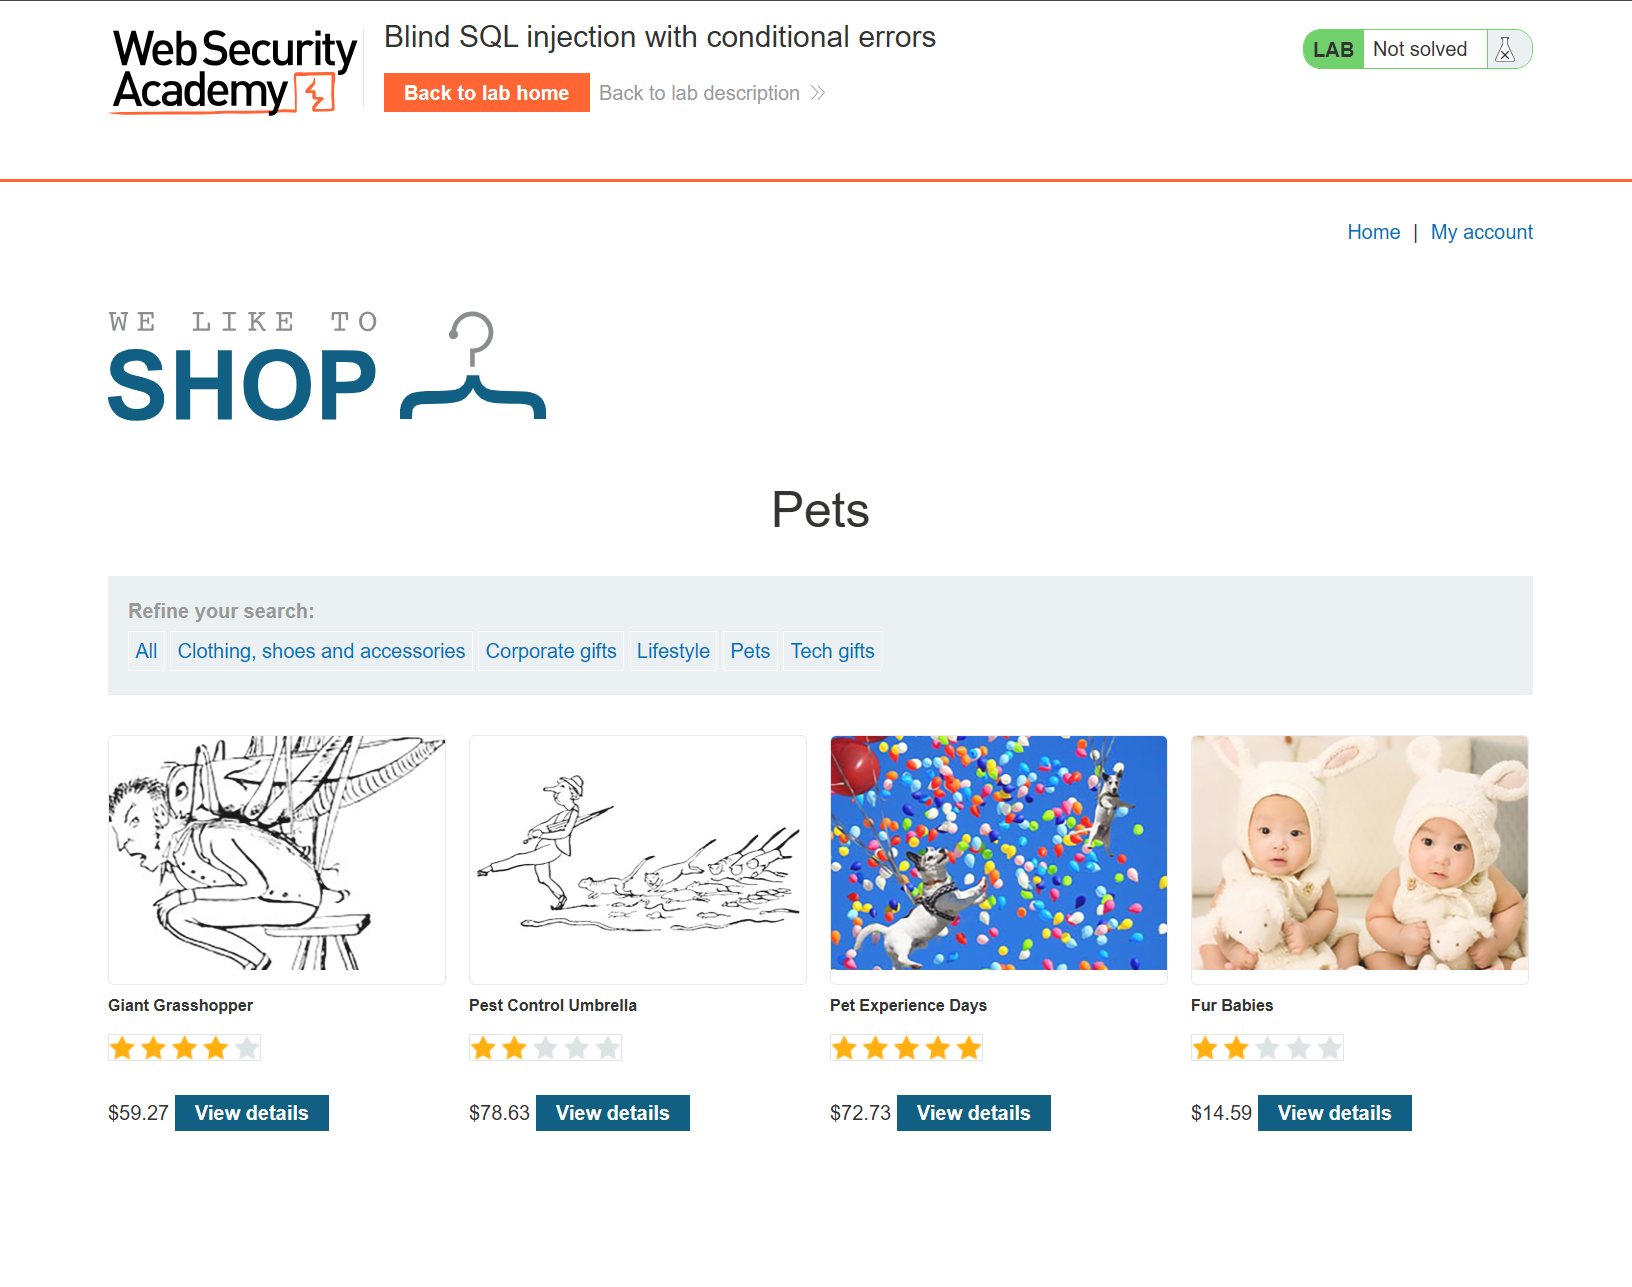 Web Security
Academy
Blind SQL injection with conditional errors
Back to lab home
Back to lab description
LAB Not solved
Home | My account
WE LIKE TO
SHOP
Pets
Refine your search:
All Clothing, shoes and accessories Corporate gifts Lifestyle Pets Tech gifts
Giant Grasshopper
Pest Control Umbrella
Pet Experience Days
Fur Babies
$59.27 View details
$78.63 View details
$72.73 View details
$14.59 View details